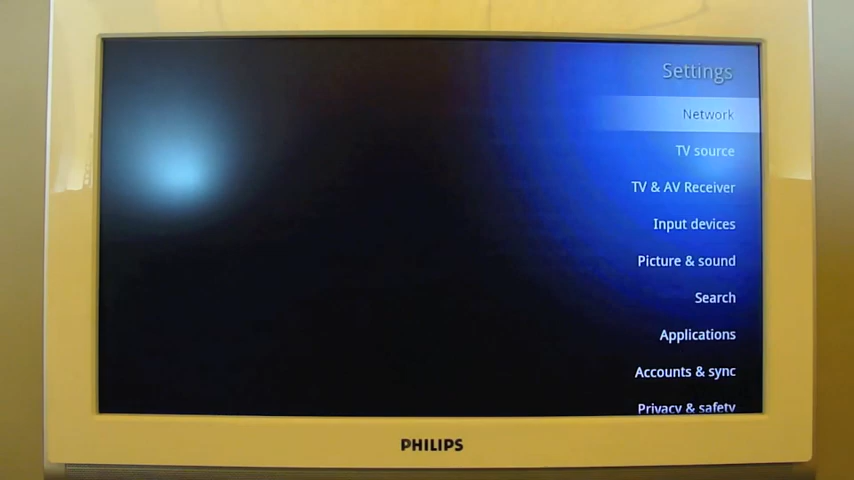 Settings
Network
TV source
TV & AV Receiver
Input devices
Picture & sound
Search
Applications
Accounts & sync
Privacy & safety
PHILIPS